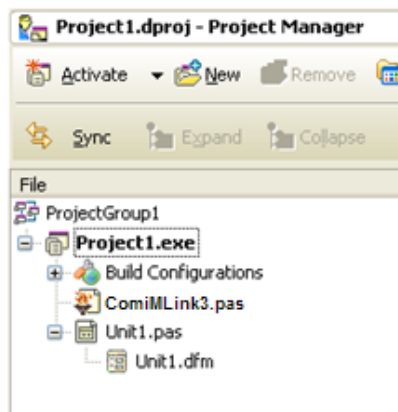 Project1.dproj - Project Manager
Activate New Remove
Sync Expand Collapse
File
ProjectGroup1
Project1.exe
Build Configurations
ComiMLink3.pas
Unit1.pas
Unit1.dfm